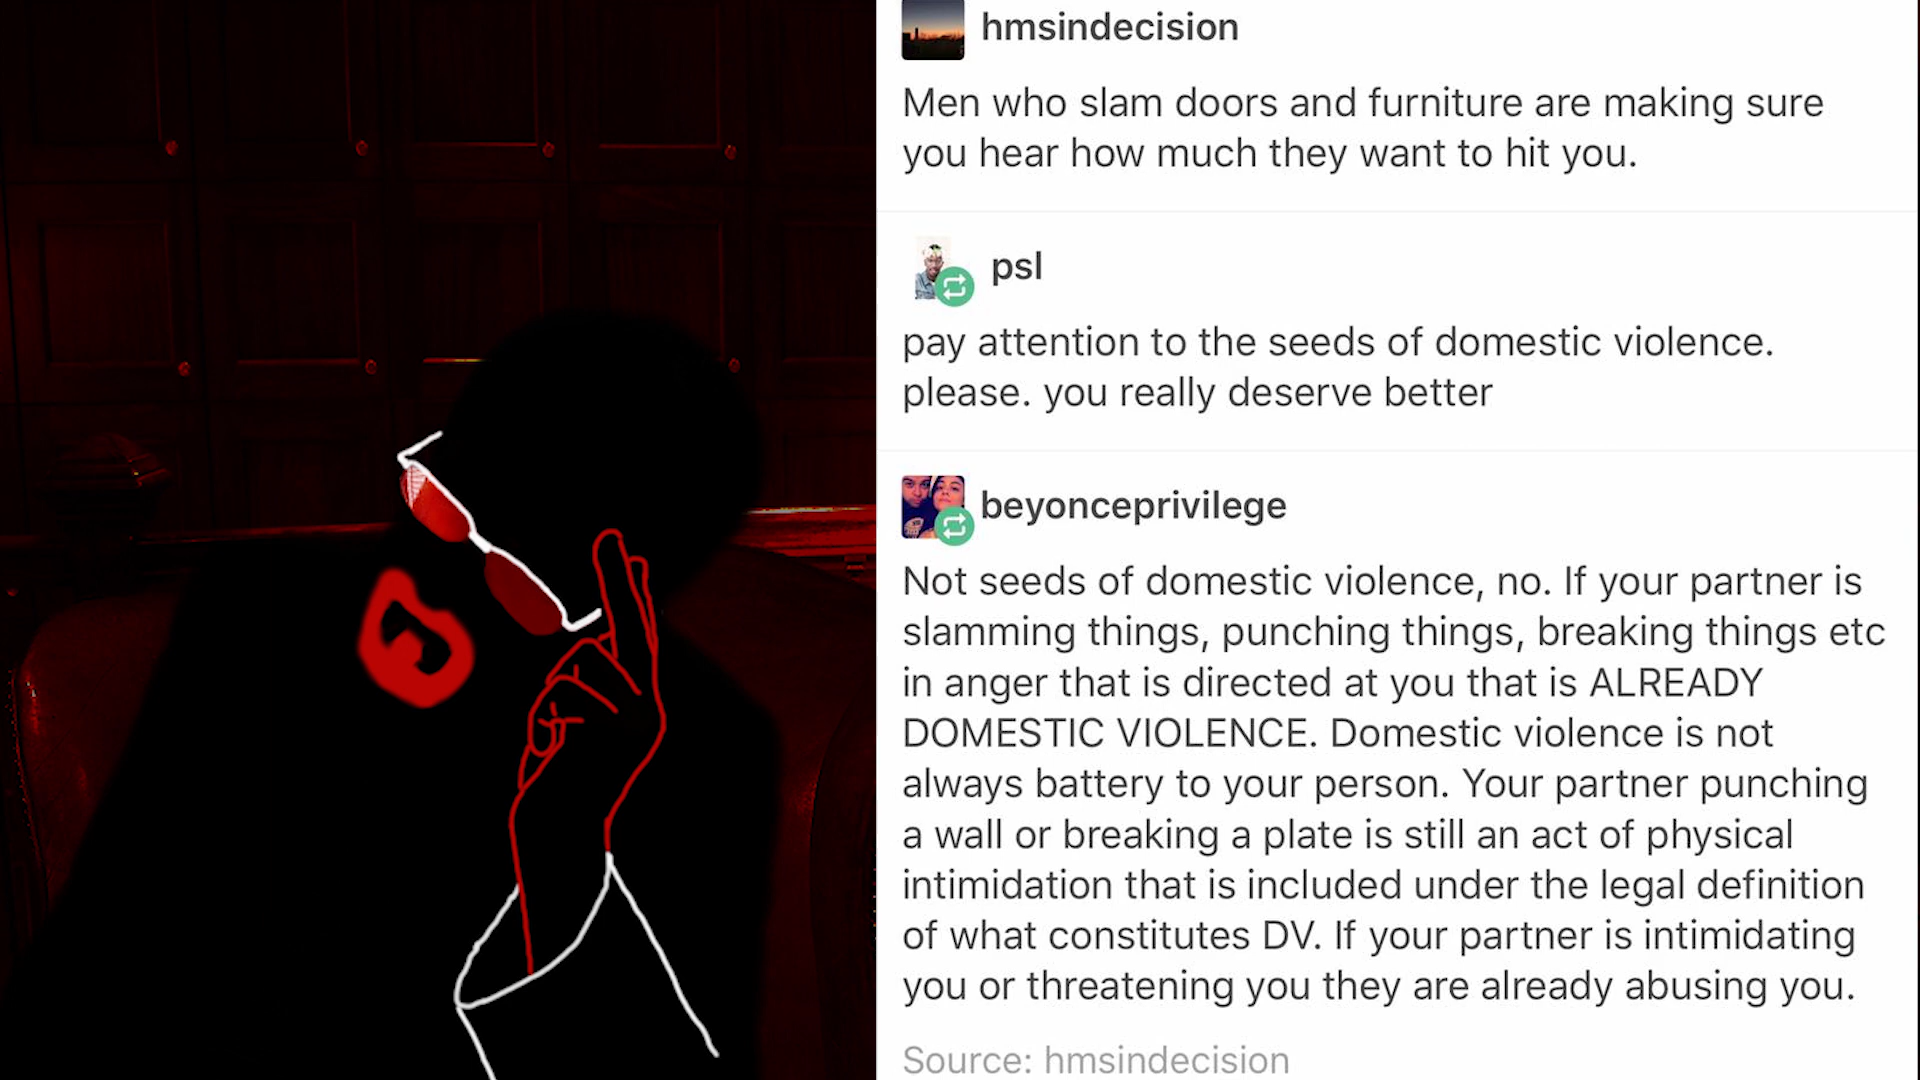 hmsindecision
Men who slam doors and furniture are making sure
you hear how much they want to hit you.
psl
pay attention to the seeds of domestic violence.
please. you really deserve better
beyonceprivilege
Not seeds of domestic violence, no. If your partner is
slamming things, punching things, breaking things etc
in anger that is directed at you that is ALREADY
DOMESTIC VIOLENCE. Domestic violence is not
always battery to your person. Your partner punching
a wall or breaking a plate is still an act of physical
intimidation that is included under the legal definition
of what constitutes DV. If your partner is intimidating
you or threatening you they are already abusing you.
Source: hmsindecision